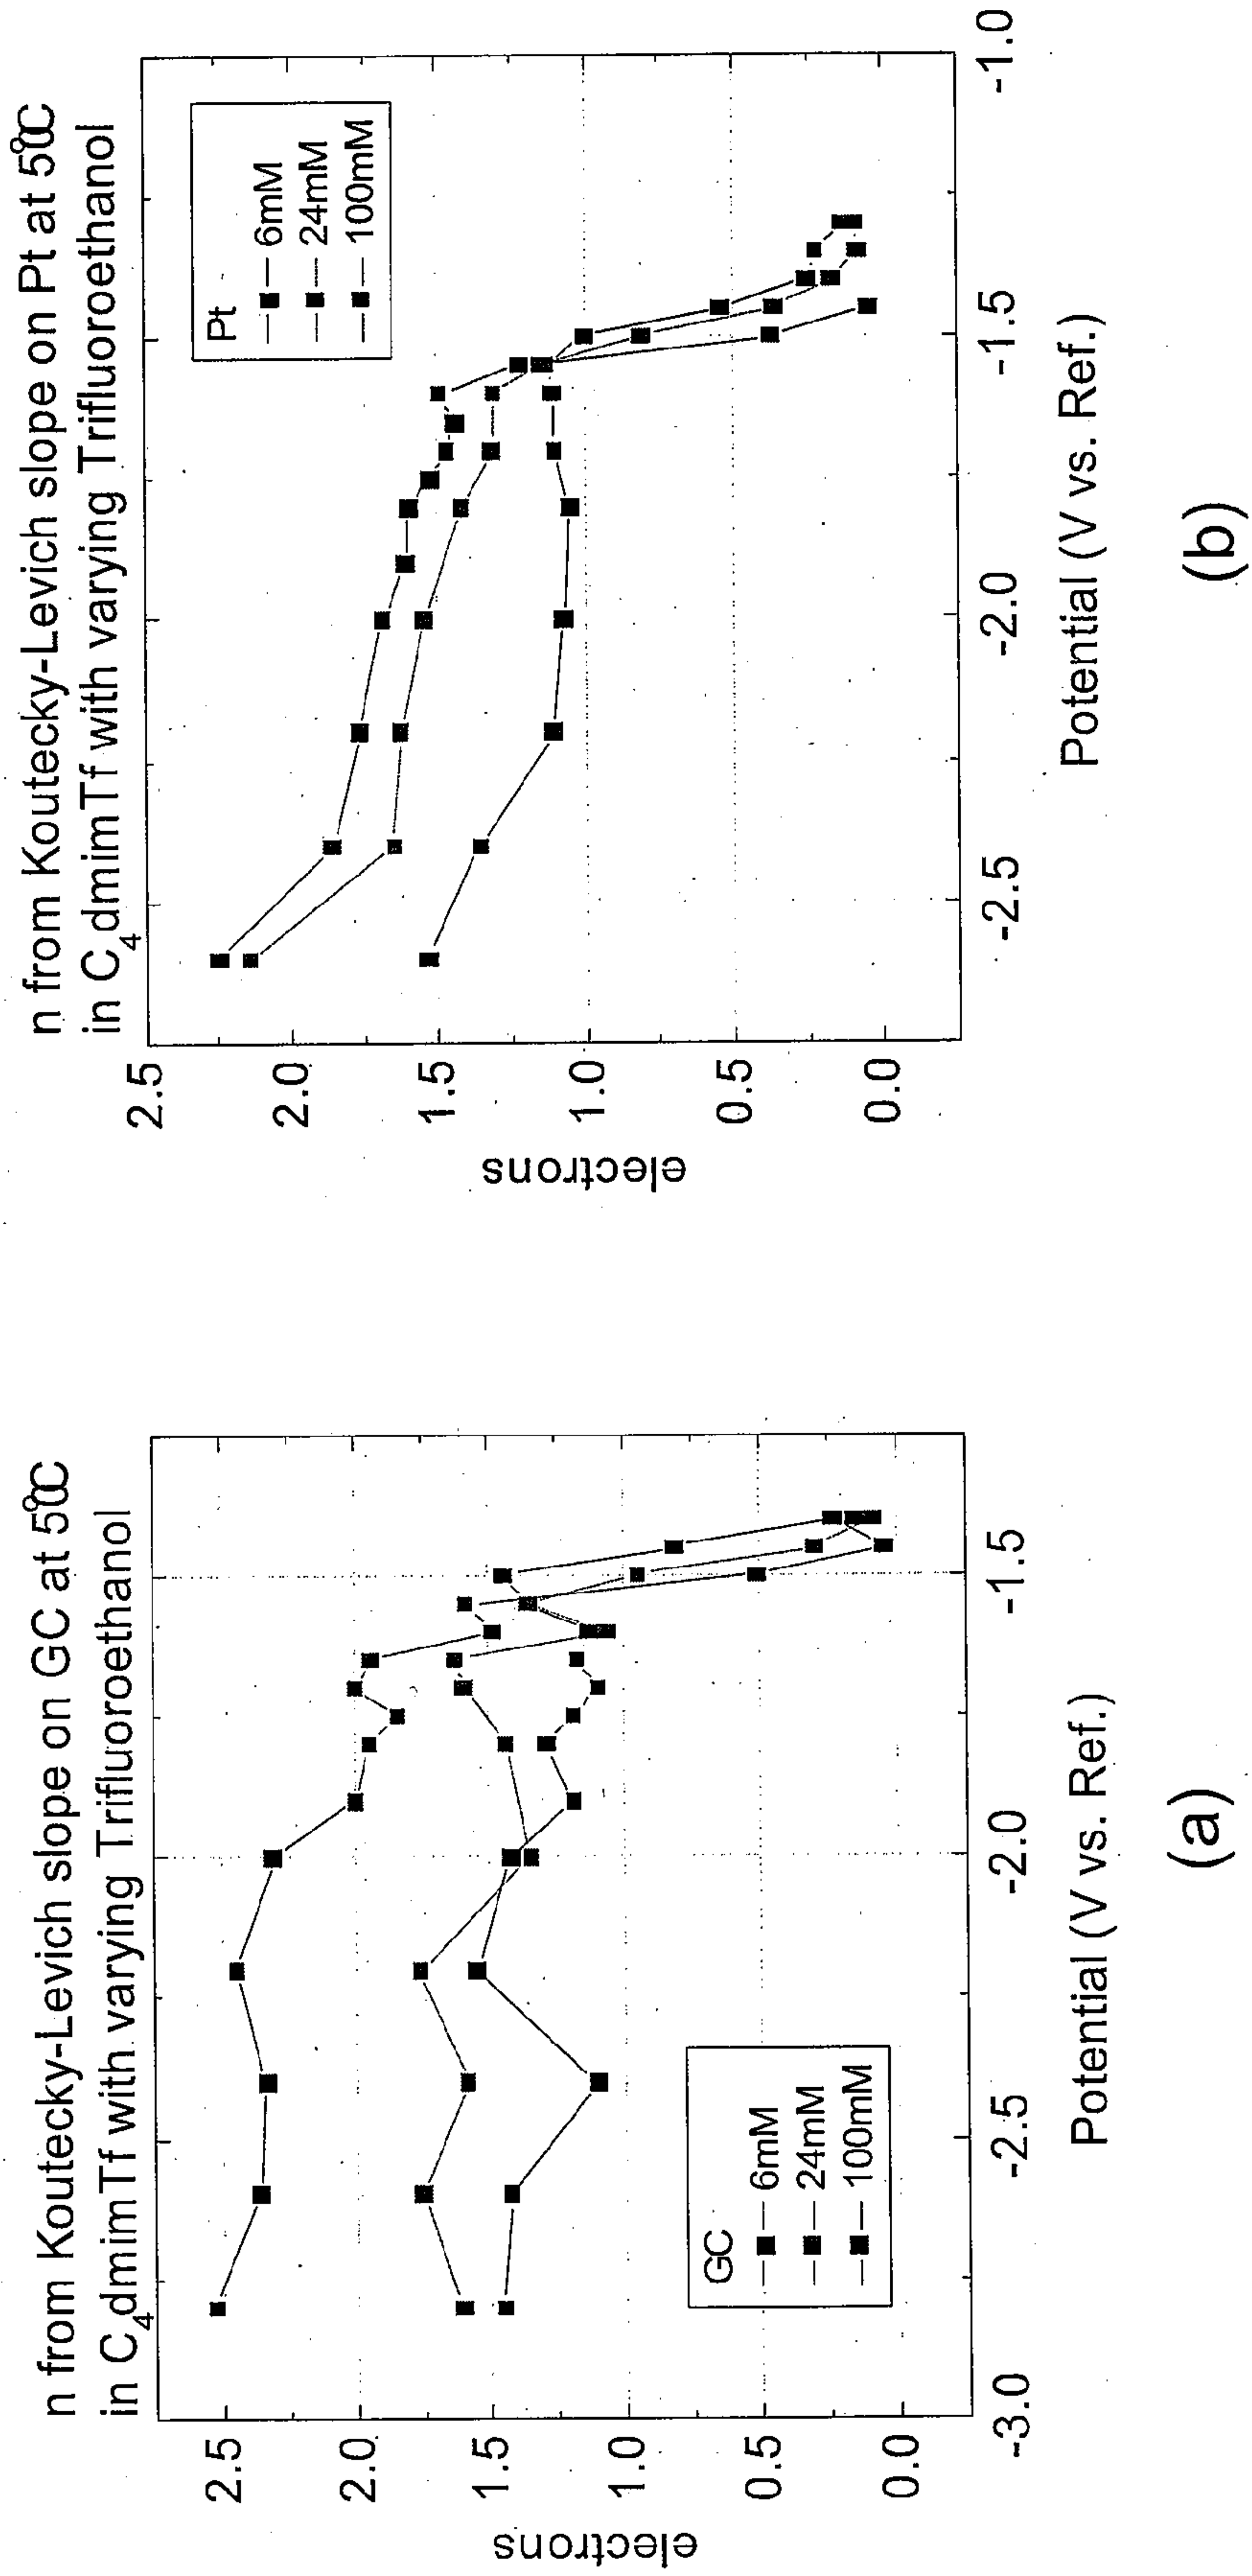 n from Koutecky-Levich slope on GC at 50°C
in C4dmimTf with varying Trifluoroethanol
electrons
2.5
2.0
1.5
1.0
0.5
0.0
GC
6mM
24mM
100mM
-3.0
-2.5
-2.0
-1.5
Potential (V vs. Ref.)
(a)
n from Koutecky-Levich slope on Pt at 50°C
in C4dmimTf with varying Trifluoroethanol
electrons
2.5
2.0
1.5
1.0
0.5
0.0
Pt
6mM
24mM
100mM
-2.5
-2.0
-1.5
-1.0
Potential (V vs. Ref.)
(b)